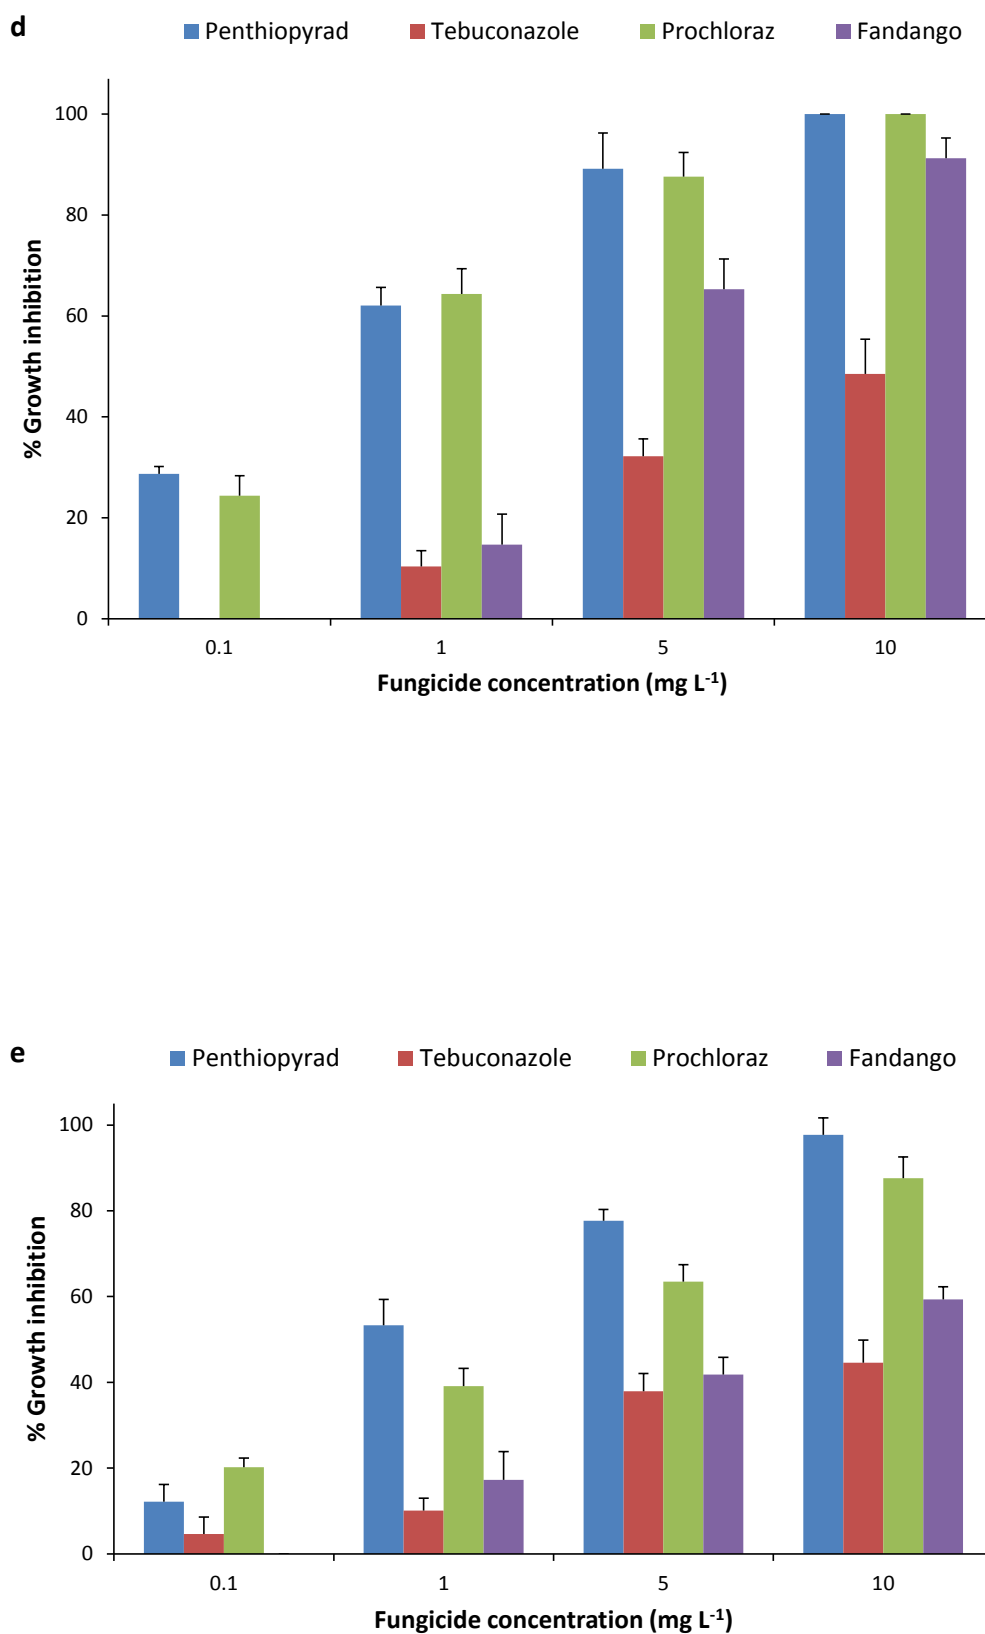 d
Penthiopyrad Tebuconazole Prochloraz Fandango
100
80
60
40
20
0
% Growth inhibition
0.1 1 5 10
Fungicide concentration (mg L⁻¹)
e
Penthiopyrad Tebuconazole Prochloraz Fandango
100
80
60
40
20
0
% Growth inhibition
0.1 1 5 10
Fungicide concentration (mg L⁻¹)